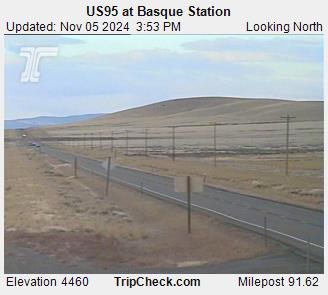 US95 at Basque Station
Updated: Nov 05 2024 3:53 PM Looking North
Elevation 4460 TripCheck.com Milepost 91.62